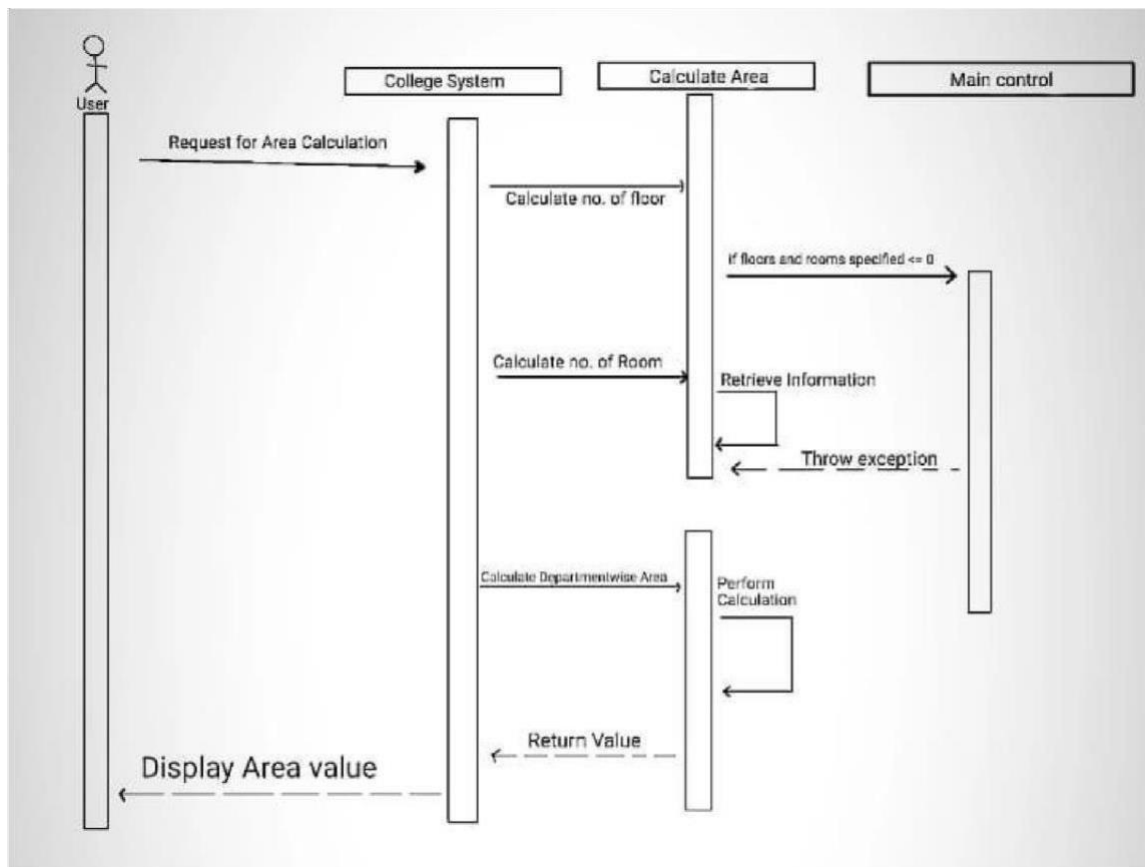 User
College System
Calculate Area
Main control
Request for Area Calculation
Calculate no. of floor
if floors and rooms specified <= 0
Calculate no. of Room
Retrieve Information
Throw exception
Calculate Departmentwise Area
Perform
Calculation
Return Value
Display Area value